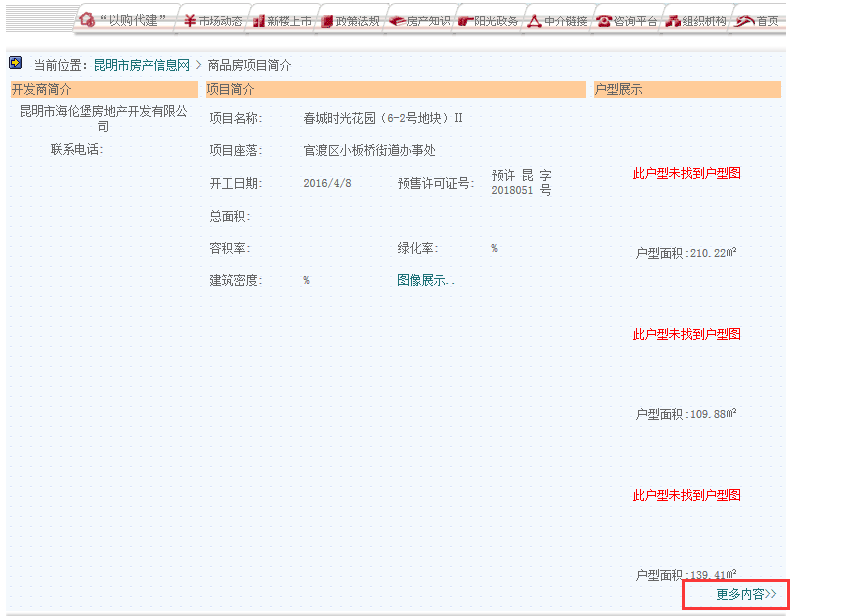 “以购代建” 市场动态 新楼上市 政策法规 房产知识 阳光政务 中介链接 咨询平台 组织机构 首页
当前位置: 昆明市房产信息网 > 商品房项目简介
开发商简介
昆明市海伦堡房地产开发有限公
司
联系电话:
项目简介
项目名称: 春城时光花园（6-2号地块）II
项目座落: 官渡区小板桥街道办事处
开工日期: 2016/4/8 预售许可证号: 预许 昆 字
2018051 号
总面积:
容积率: 绿化率: %
建筑密度: % 图像展示..
户型展示
此户型未找到户型图
户型面积:210.22㎡
此户型未找到户型图
户型面积:109.88㎡
此户型未找到户型图
户型面积:139.41㎡
更多内容>>